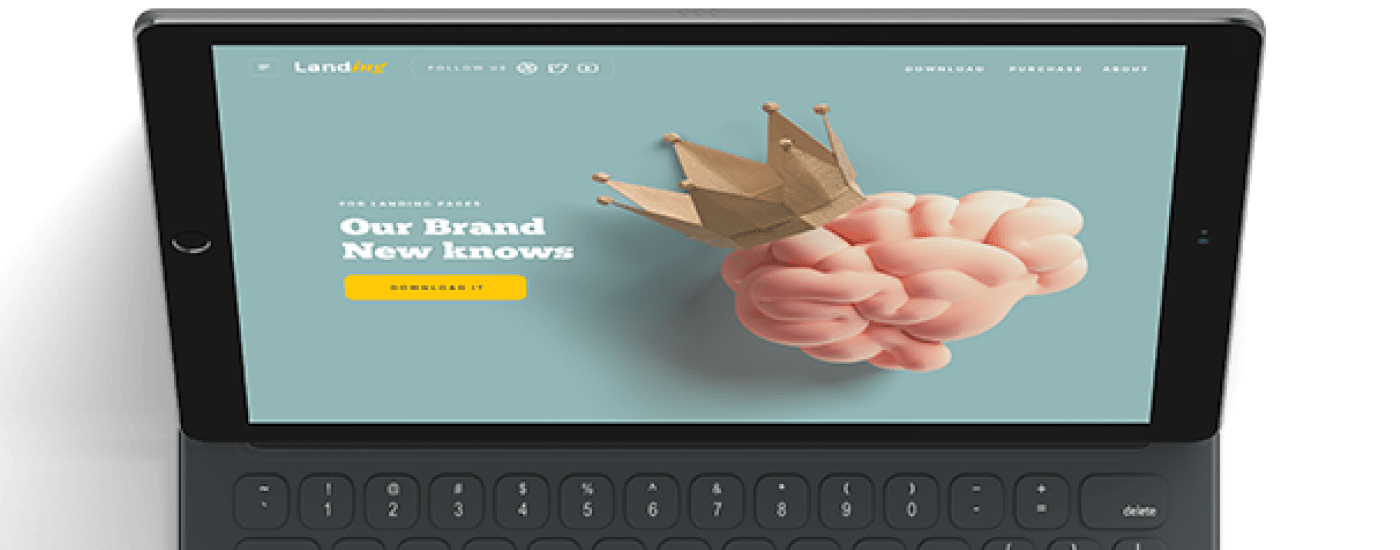 Landing
FOLLOW US
DOWNLOAD
PURCHASE
ABOUT
FOR LANDING PAGES
Our Brand
New knows
DOWNLOAD IT
~ ! @ # $ % ^ & * ( ) _ +
` 1 2 3 4 5 6 7 8 9 0 - = delete